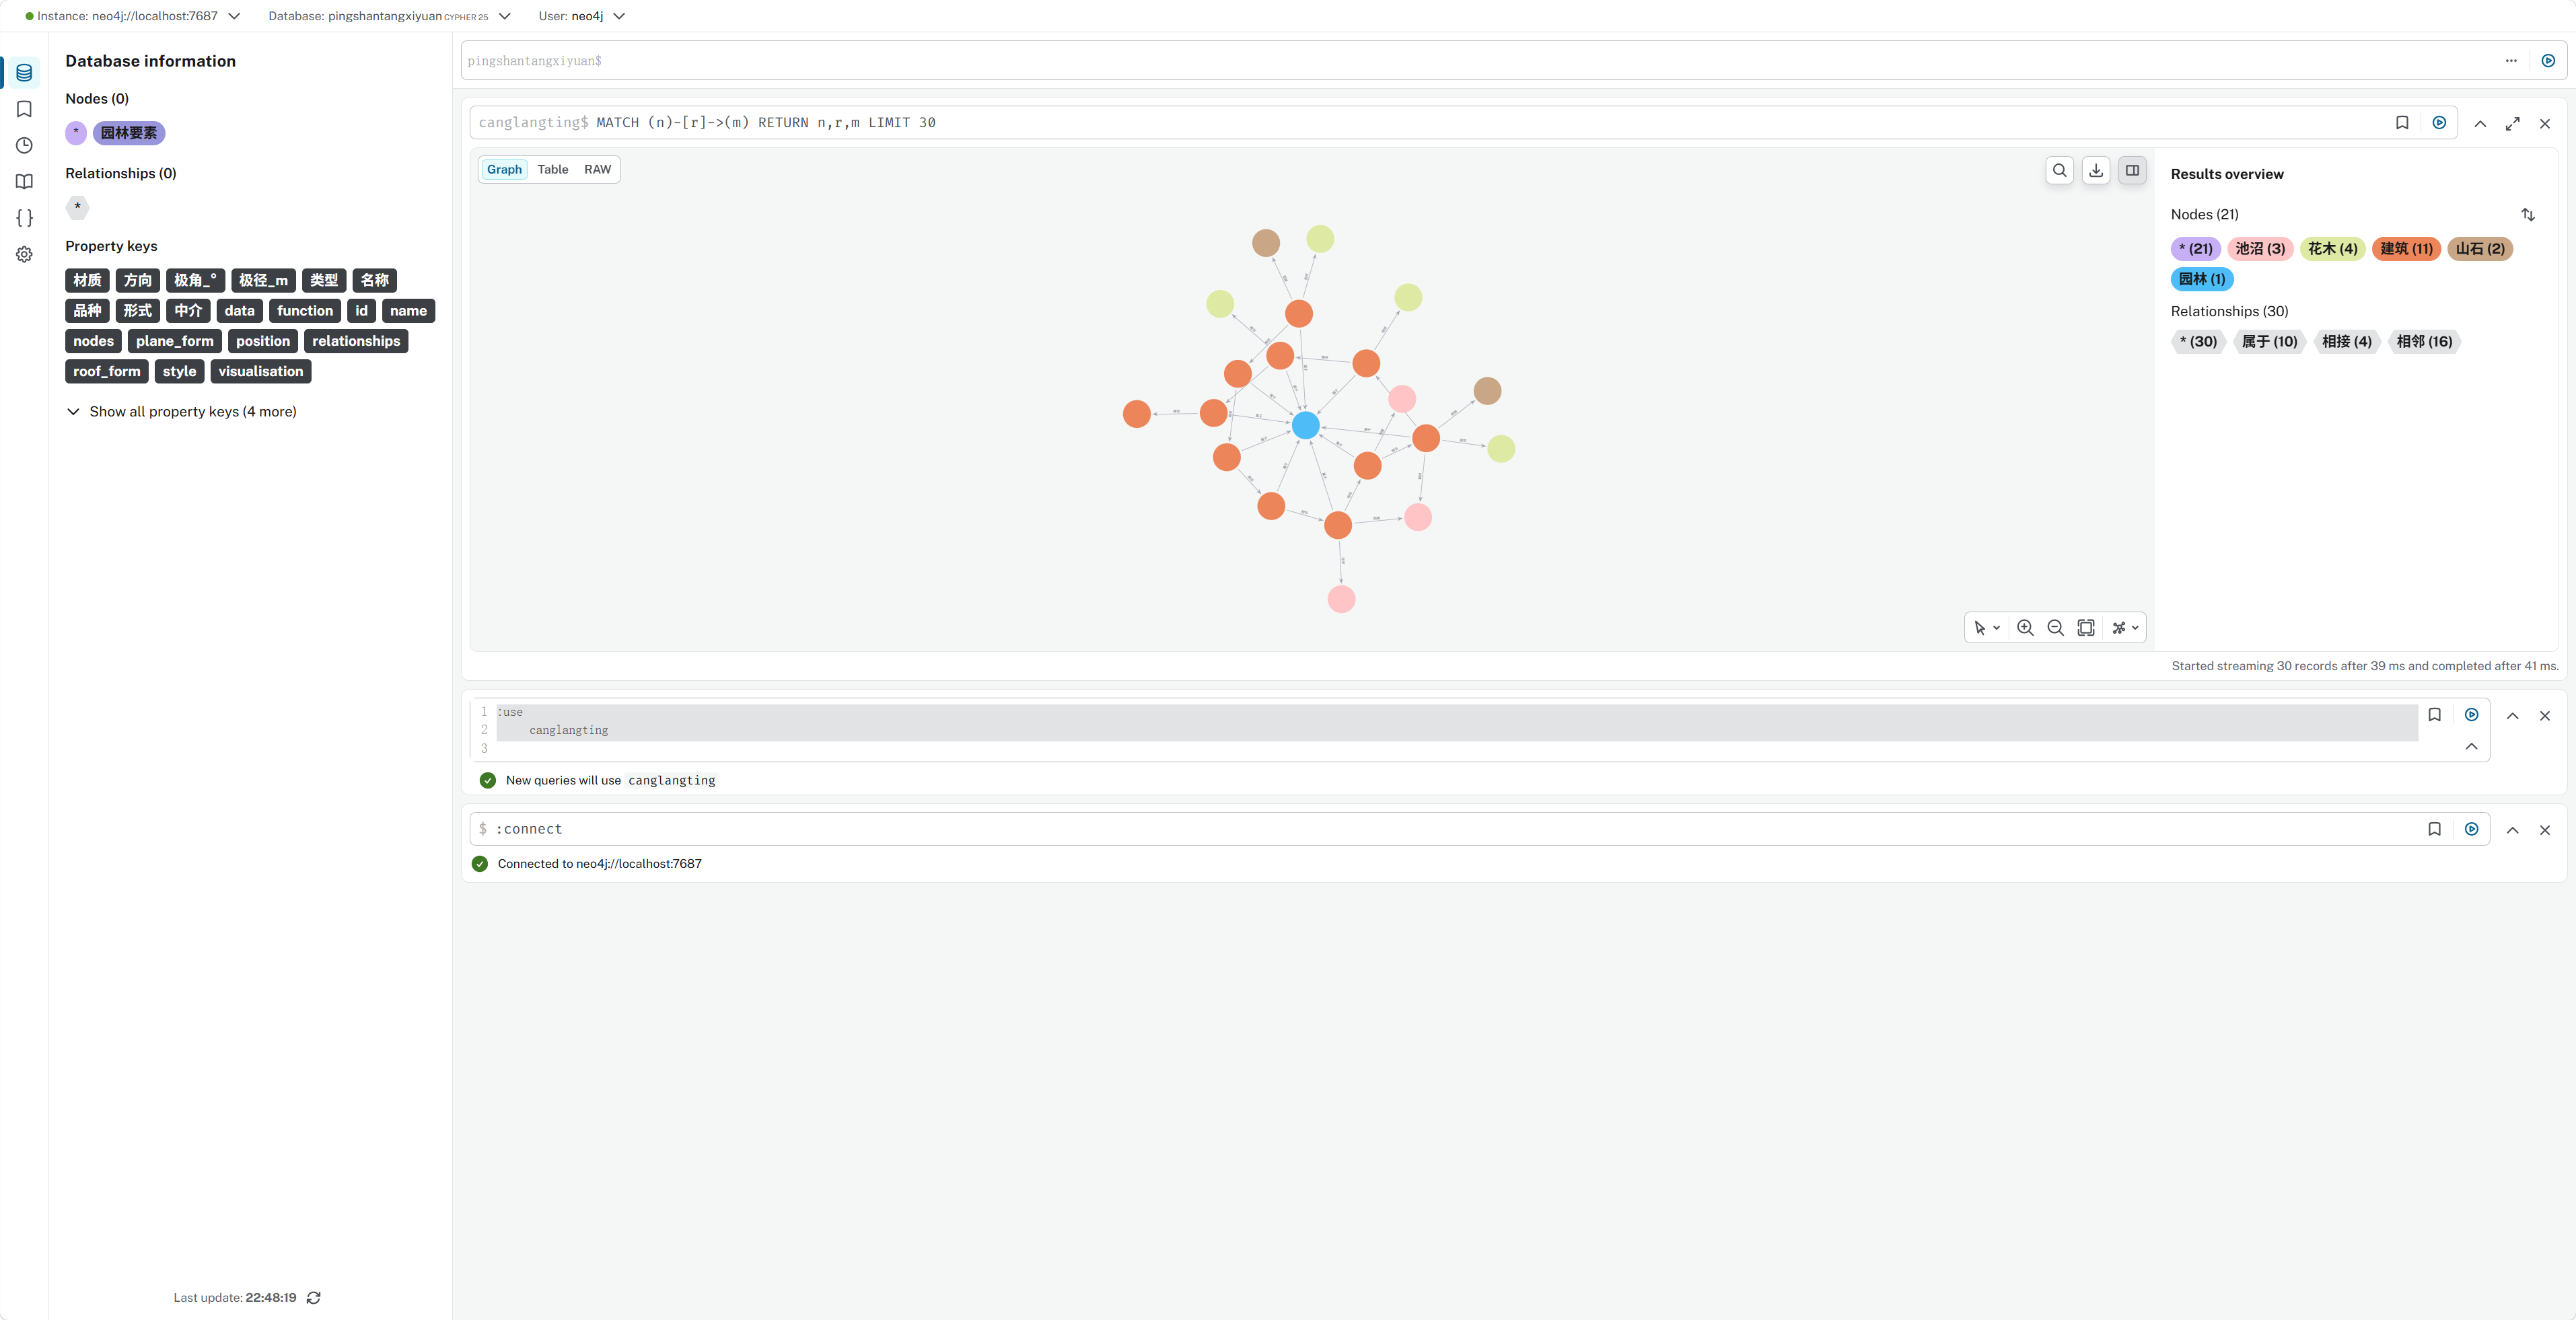 Instance: neo4j://localhost:7687 Database: pingshantangxiyuan CYPHER 25 User: neo4j
Database information
Nodes (0)
* 园林要素
Relationships (0)
*
Property keys
材质 方向 极角_° 极径_m 类型 名称
品种 形式 中介 data function id name
nodes plane_form position relationships
roof_form style visualisation
Show all property keys (4 more)
Last update: 22:48:19
pingshantangxiyuan$
canglangting$ MATCH (n)-[r]->(m) RETURN n,r,m LIMIT 30
Graph Table RAW
Results overview
Nodes (21)
* (21) 池沼 (3) 花木 (4) 建筑 (11) 山石 (2)
园林 (1)
Relationships (30)
* (30) 属于 (10) 相接 (4) 相邻 (16)
Started streaming 30 records after 39 ms and completed after 41 ms.
1 :use
2 canglangting
3
New queries will use canglangting
$ :connect
Connected to neo4j://localhost:7687